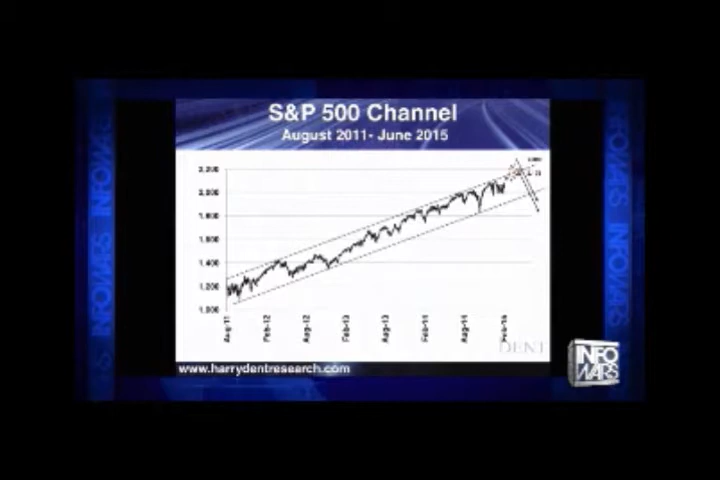 S&P 500 Channel
August 2011- June 2015
2,200
2,000
1,800
1,600
1,400
1,200
1,000
Aug-11
Feb-12
Aug-12
Feb-13
Aug-13
Feb-14
Aug-14
Feb-15
DENT
www.harrydentresearch.com
INFO
WARS
INFOWARS
INFOWARS
INFOWARS
INFOWARS